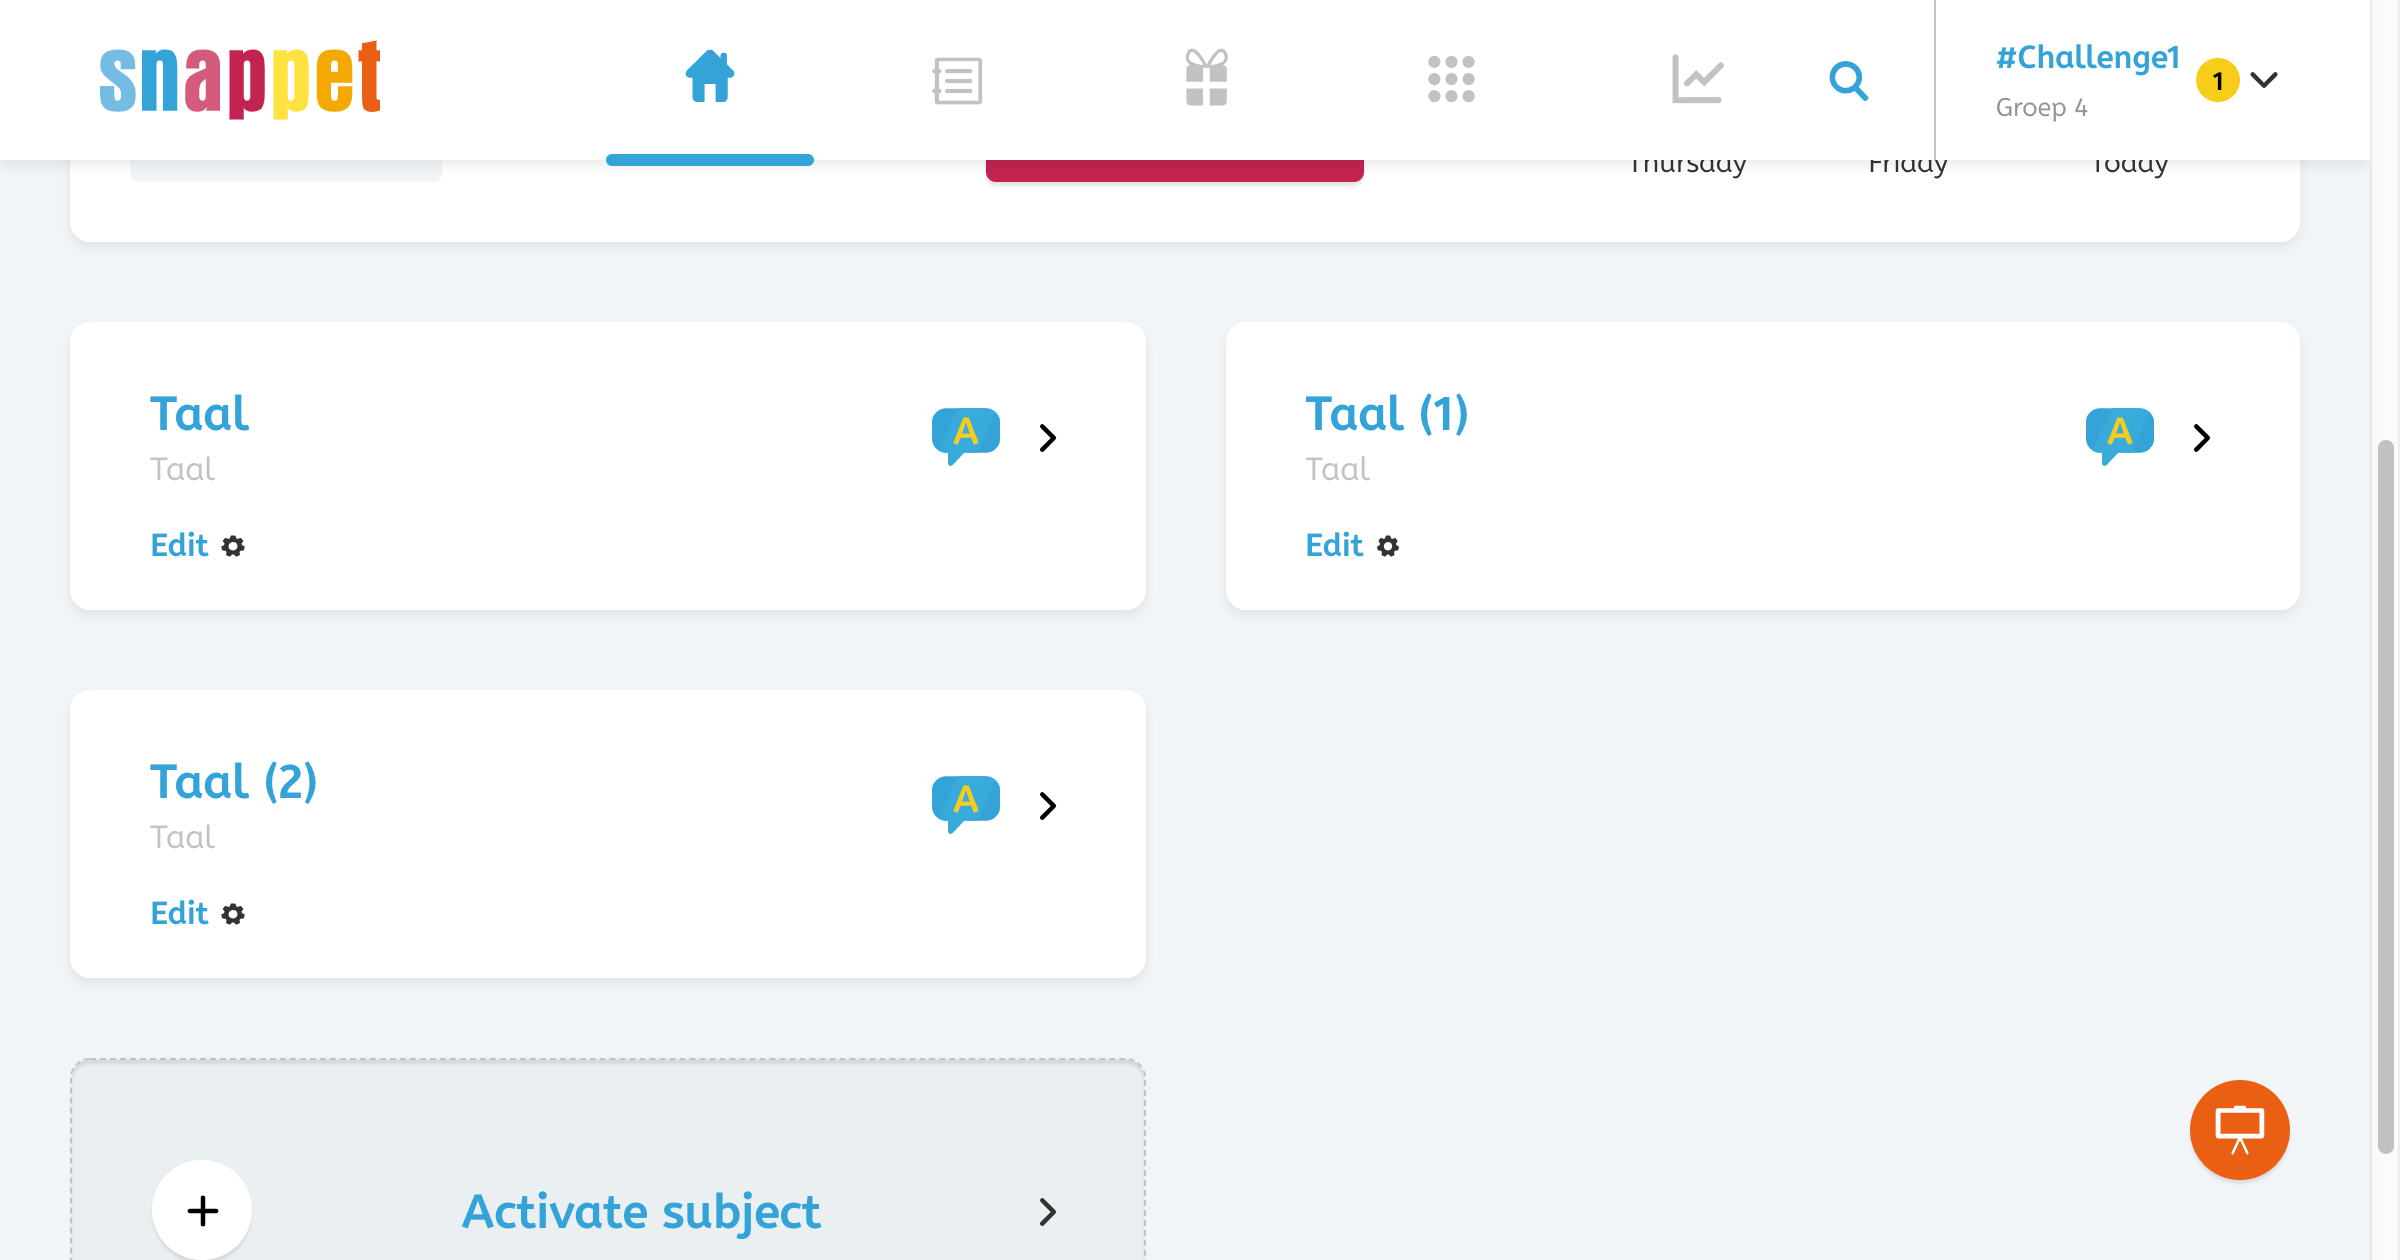 snappet
#Challenge1
Groep 4
1
Thursday Friday Today
Taal
Taal
Edit
A
Taal (1)
Taal
Edit
A
Taal (2)
Taal
Edit
A
Activate subject